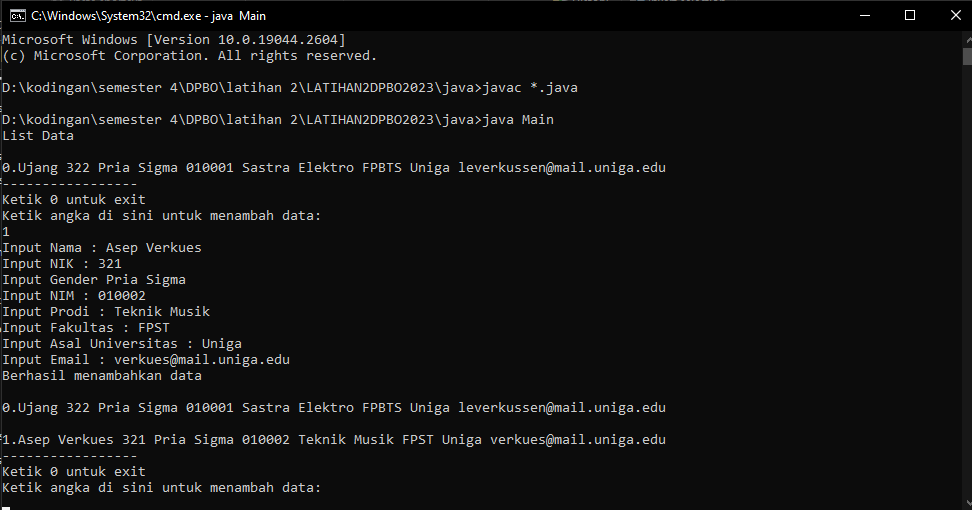 C:\Windows\System32\cmd.exe - java Main
Microsoft Windows [Version 10.0.19044.2604]
(c) Microsoft Corporation. All rights reserved.
D:\kodingan\semester 4\DPBO\latihan 2\LATIHAN2DPBO2023\java>javac *.java
D:\kodingan\semester 4\DPBO\latihan 2\LATIHAN2DPBO2023\java>java Main
List Data
0.Ujang 322 Pria Sigma 010001 Sastra Elektro FPBTS Uniga leverkussen@mail.uniga.edu
-----------------
Ketik 0 untuk exit
Ketik angka di sini untuk menambah data:
1
Input Nama : Asep Verkues
Input NIK : 321
Input Gender Pria Sigma
Input NIM : 010002
Input Prodi : Teknik Musik
Input Fakultas : FPST
Input Asal Universitas : Uniga
Input Email : verkues@mail.uniga.edu
Berhasil menambahkan data
0.Ujang 322 Pria Sigma 010001 Sastra Elektro FPBTS Uniga leverkussen@mail.uniga.edu
1.Asep Verkues 321 Pria Sigma 010002 Teknik Musik FPST Uniga verkues@mail.uniga.edu
-----------------
Ketik 0 untuk exit
Ketik angka di sini untuk menambah data: